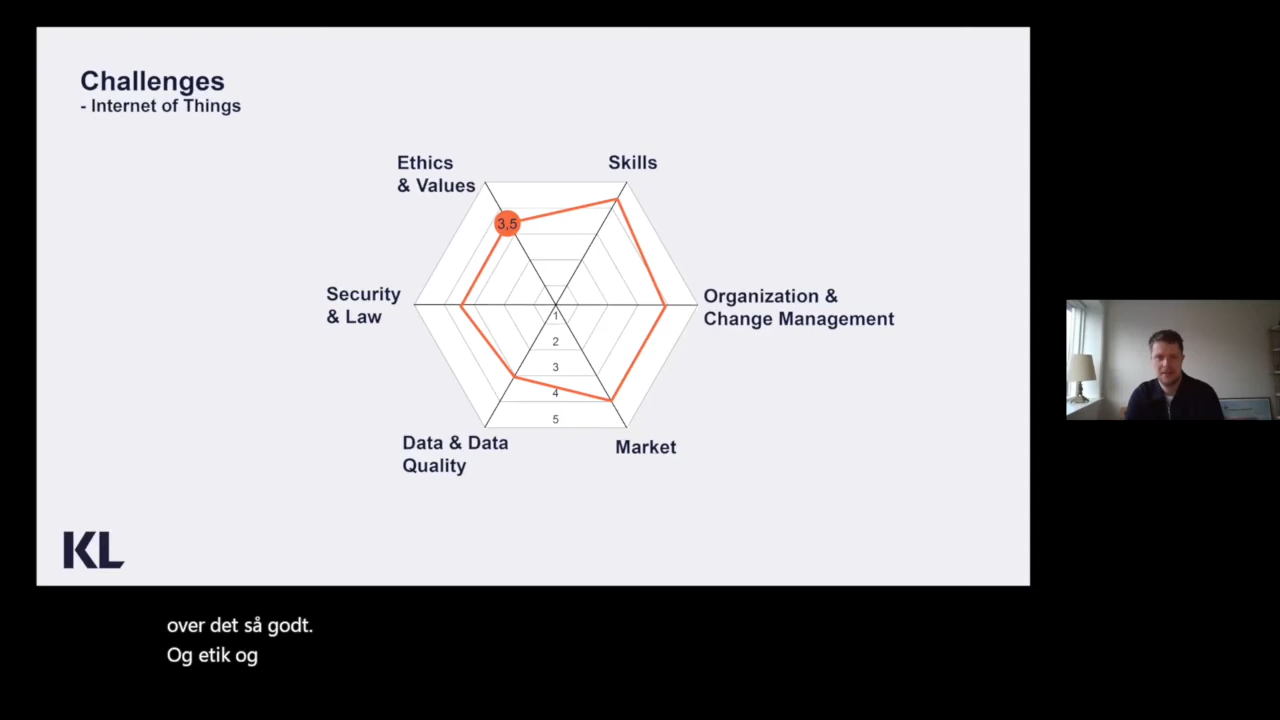 Challenges
- Internet of Things
Ethics
& Values
Skills
3,5
Security
& Law
Organization &
Change Management
1
2
3
4
5
Data & Data
Quality
Market
KL
over det så godt.
Og etik og